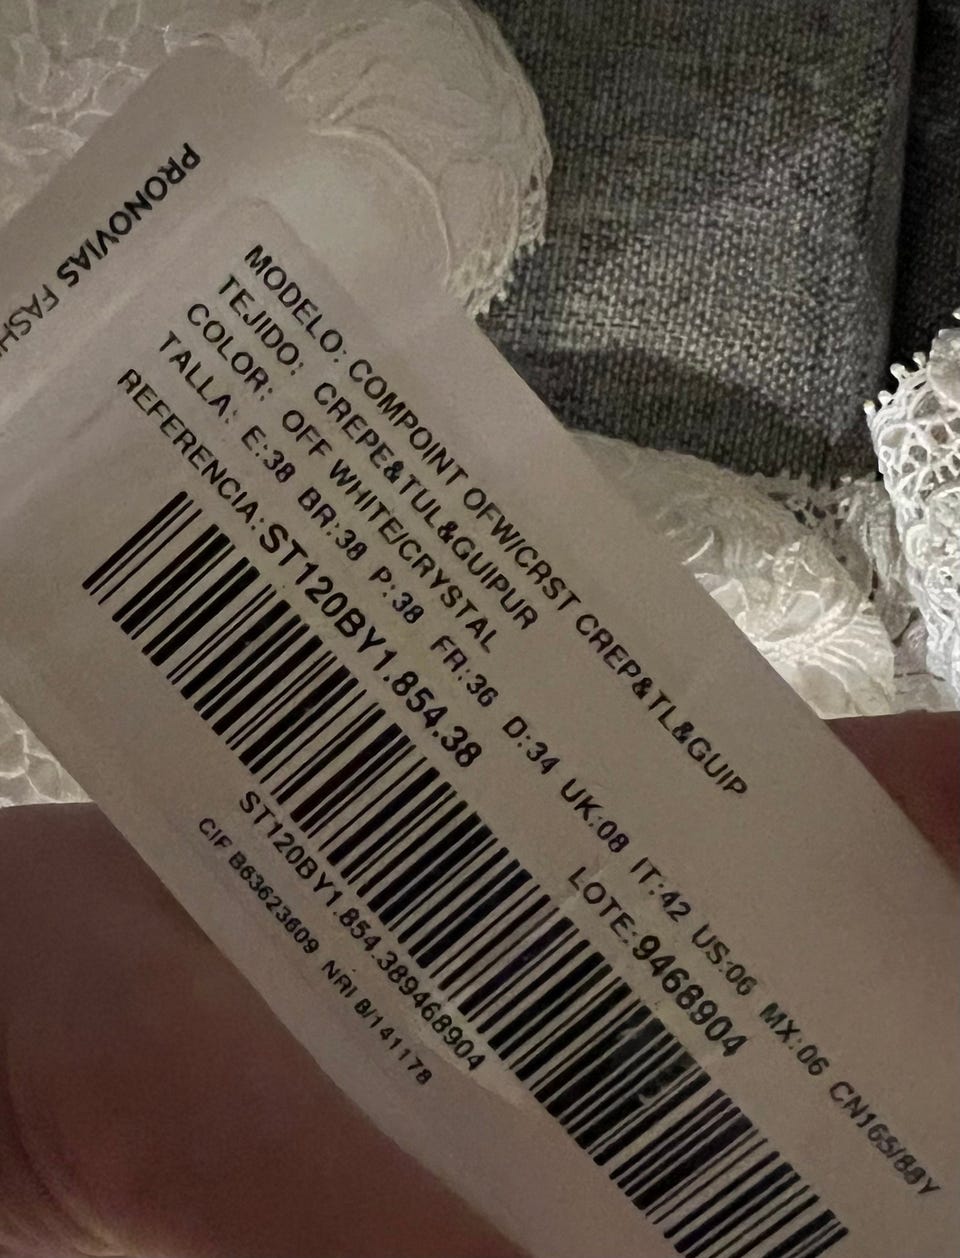 PRONOVIAS FASH
MODELO: COMPOINT OFW/CRST CREP&TL&GUIP
TEJIDO: CREPE&TUL&GUIPUR
COLOR: OFF WHITE/CRYSTAL
TALLA: E:38 BR:38 P:38 FR:36 D:34 UK:08 IT:42 US:06 MX:06 CN165/88Y
REFERENCIA:ST120BY1.854.38 LOTE:9468904
ST120BY1.854.389468904
CIF B63623609 NRI B/141178